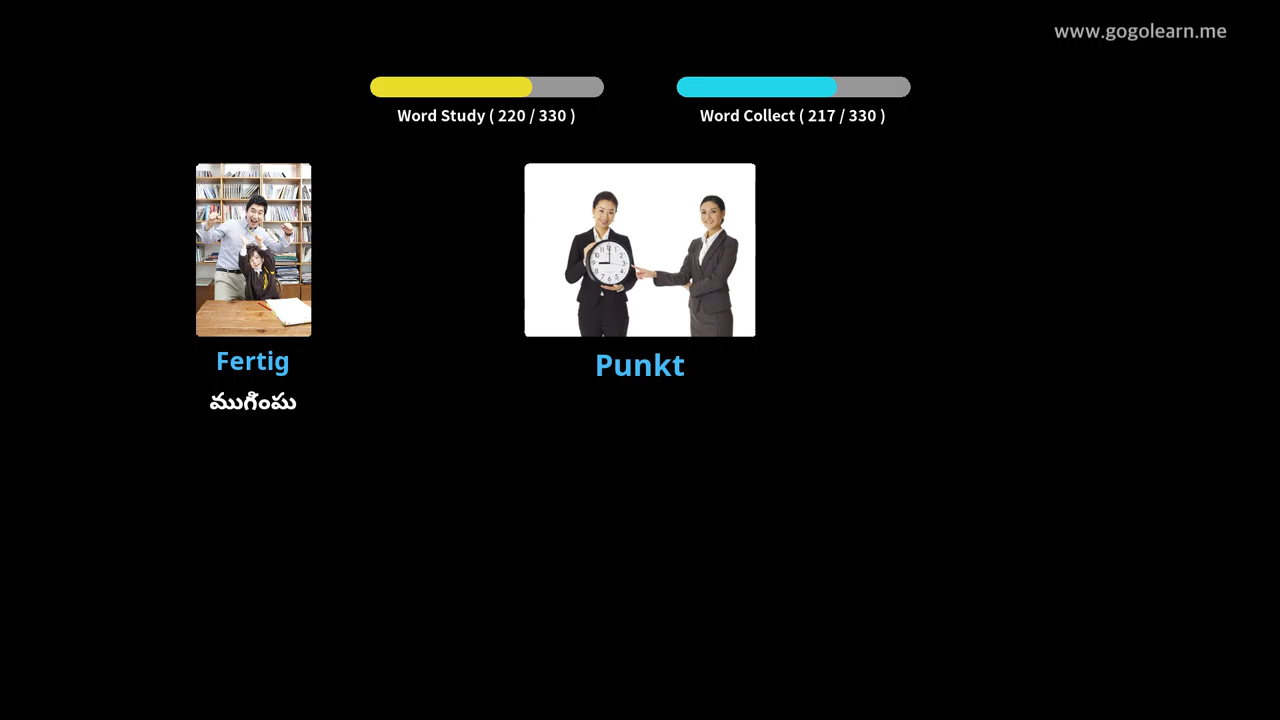 www.gogolearn.me
Word Study ( 220 / 330 )
Word Collect ( 217 / 330 )
Fertig
ముగింపు
Punkt